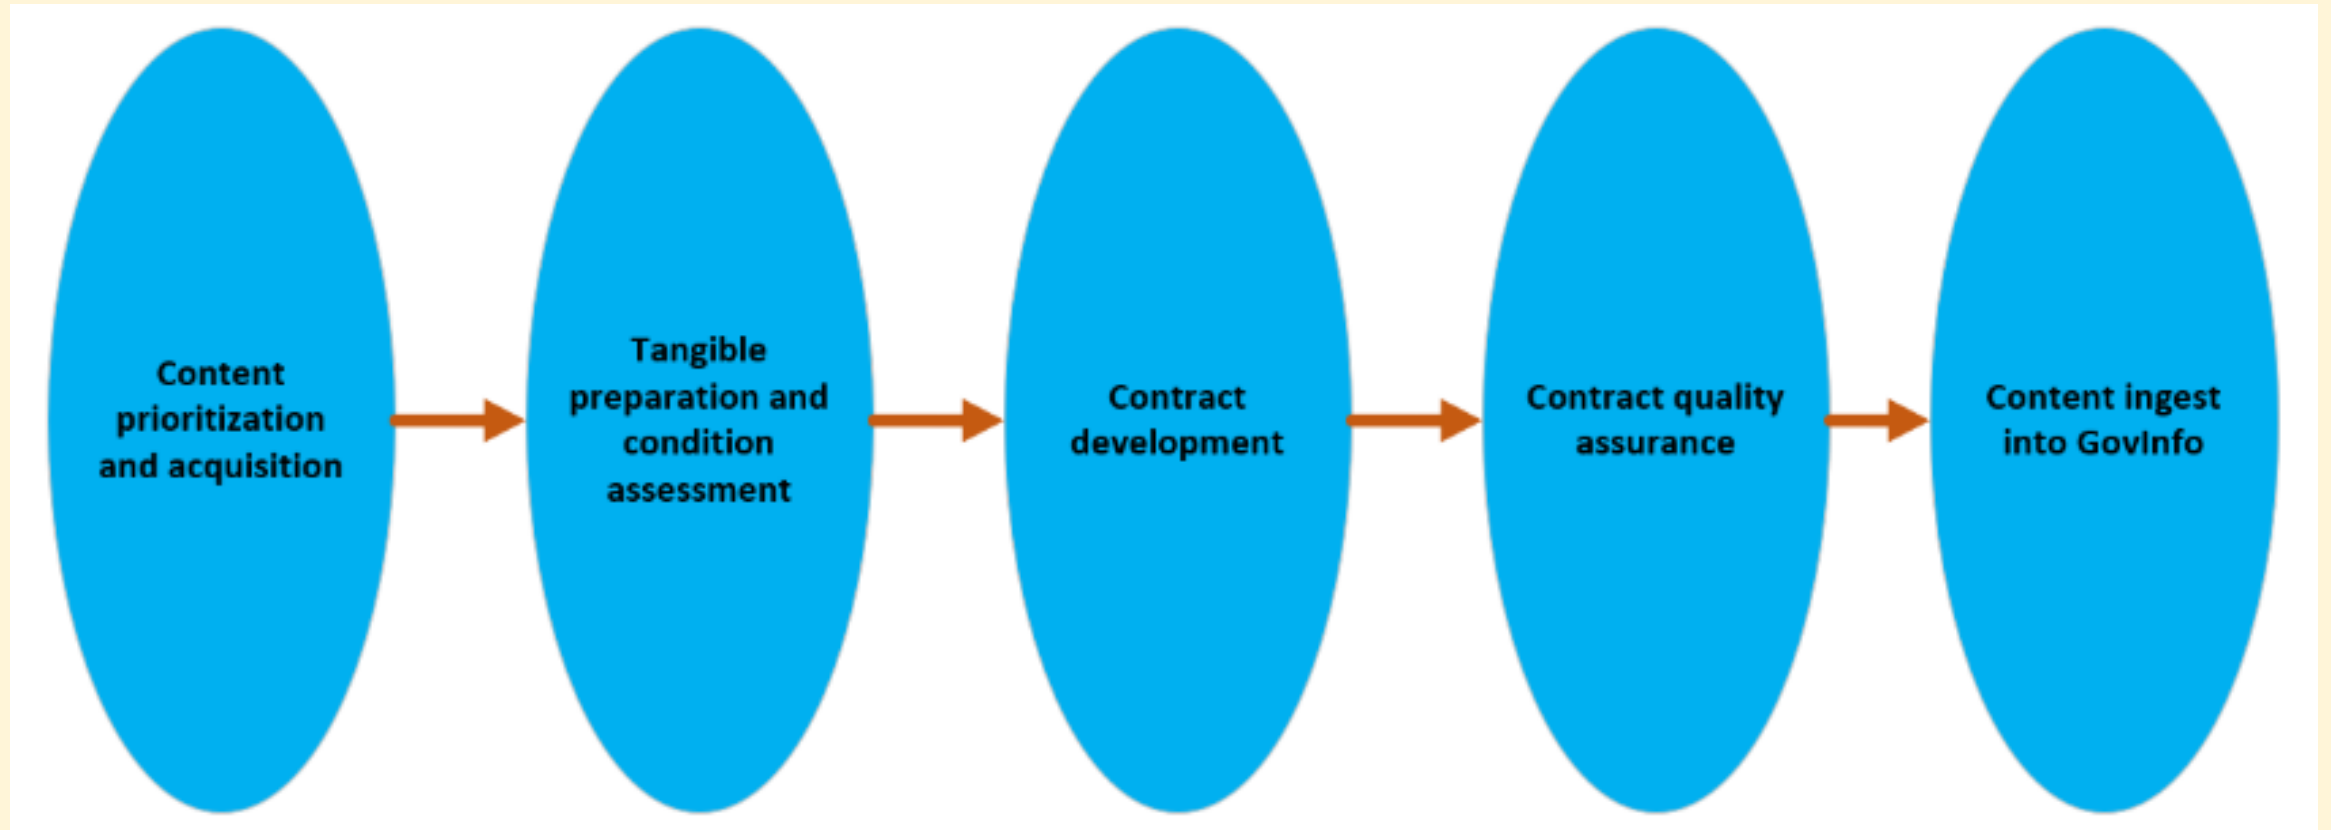 Content
prioritization
and acquisition
Tangible
preparation and
condition
assessment
Contract
development
Contract quality
assurance
Content ingest
into GovInfo